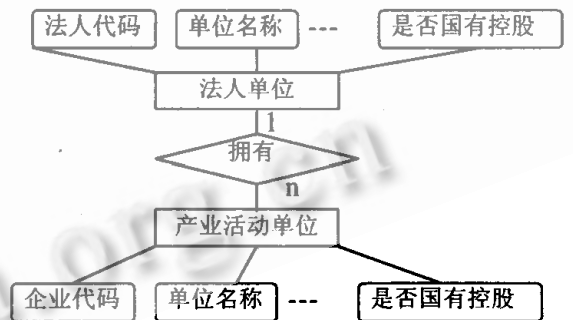 法人代码 单位名称 --- 是否国有控股
法人单位
1
拥有
n
产业活动单位
企业代码 单位名称 --- 是否国有控股
org.cn